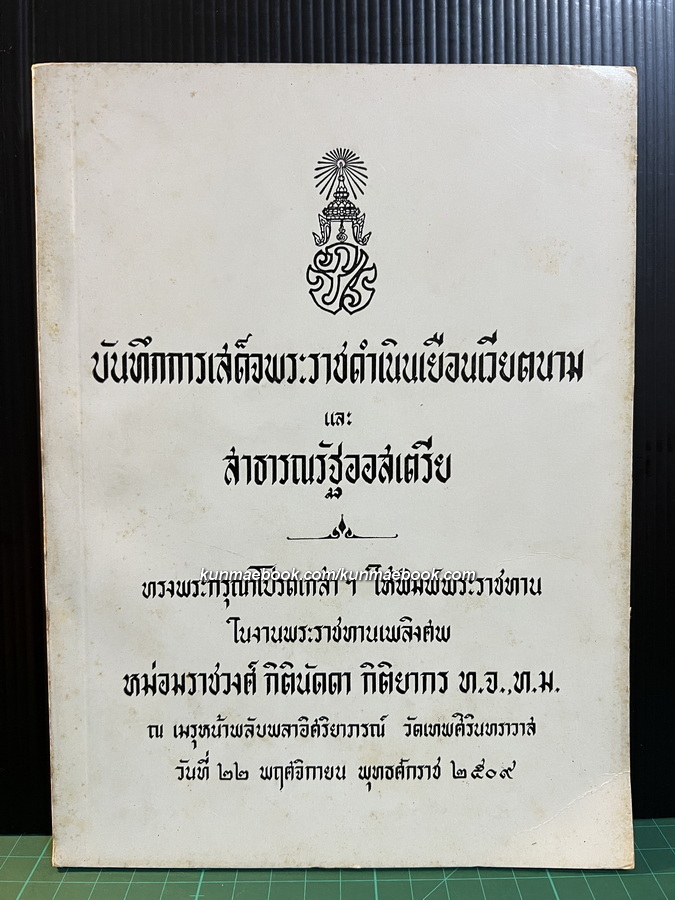 บันทึกการเสด็จพระราชดำเนินเยือนเวียตนาม
และ
สาธารณรัฐออสเตรีย
kunmaebook.com/kunmaebook.com
ทรงพระกรุณาโปรดเกล้า ฯ ให้พิมพ์พระราชทาน
ในงานพระราชทานเพลิงศพ
หม่อมราชวงศ์ กิตินัดดา กิติยากร ท.จ.,ท.ม.
ณ เมรุหน้าพลับพลาอิศริยาภรณ์ วัดเทพศิรินทราวาส
วันที่ ๒๒ พฤศจิกายน พุทธศักราช ๒๕๐๙